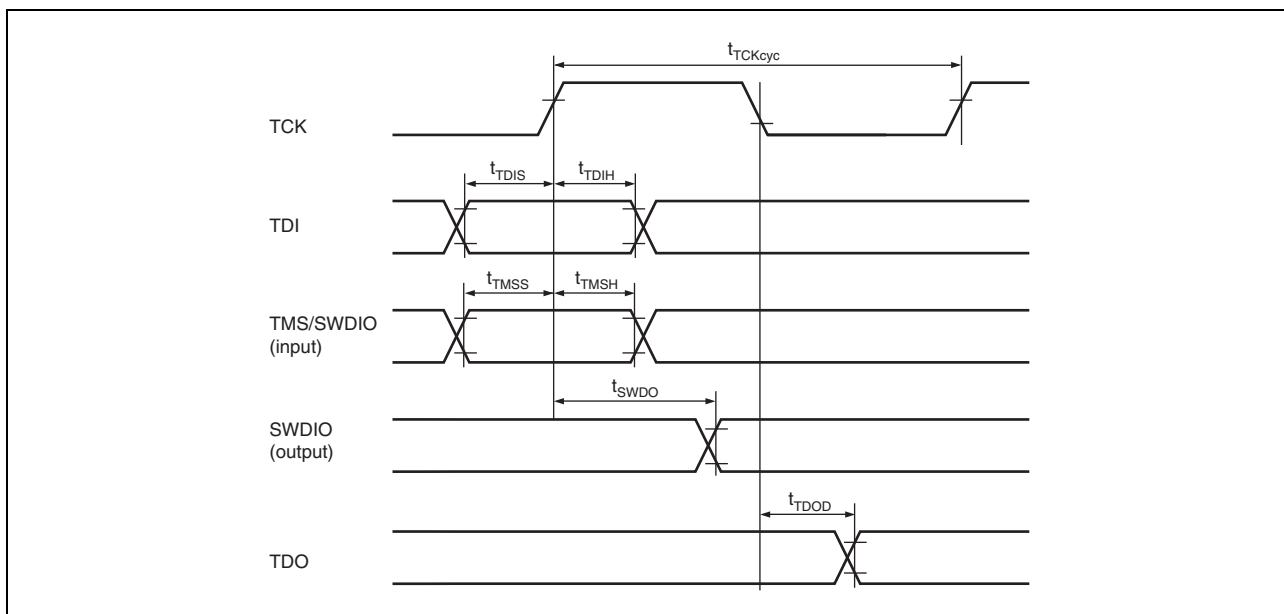 tTCKcyc
TCK
tTDIS
tTDIH
TDI
tTMSS
tTMSH
TMS/SWDIO
(input)
tSWDO
SWDIO
(output)
tTDOD
TDO